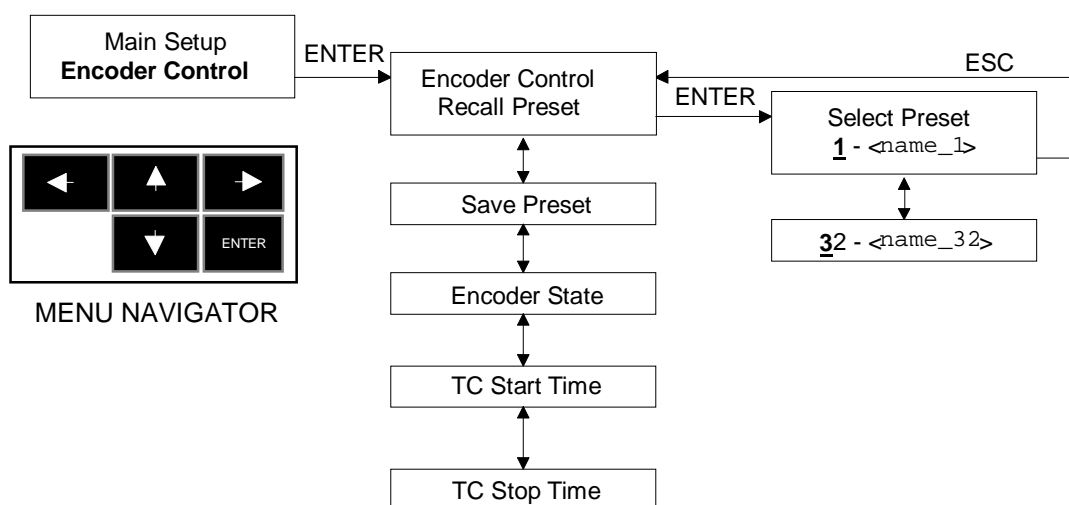 Main Setup
Encoder Control
ENTER
Encoder Control
Recall Preset
ESC
ENTER
Select Preset
1 - <name_1>
32 - <name_32>
Save Preset
Encoder State
TC Start Time
TC Stop Time
ENTER
MENU NAVIGATOR